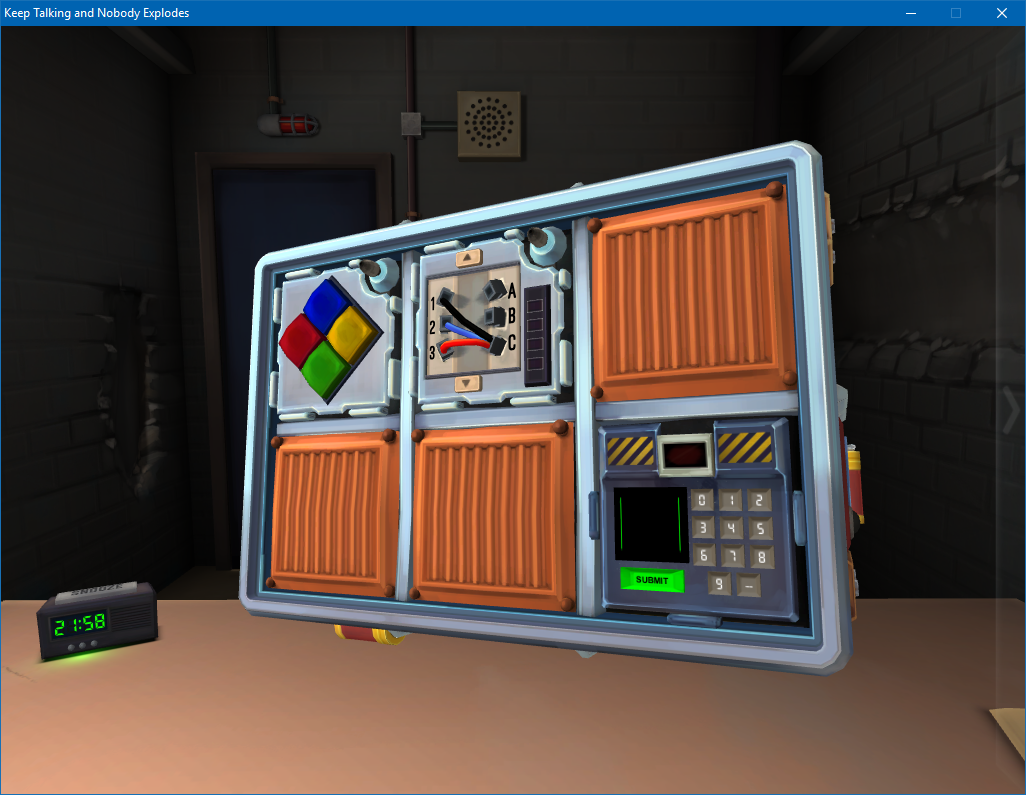 Keep Talking and Nobody Explodes
1 A
2 B
3 C
0 1 2
3 4 5
6 7 8
SUBMIT
9 -
SNOOZE
21:58